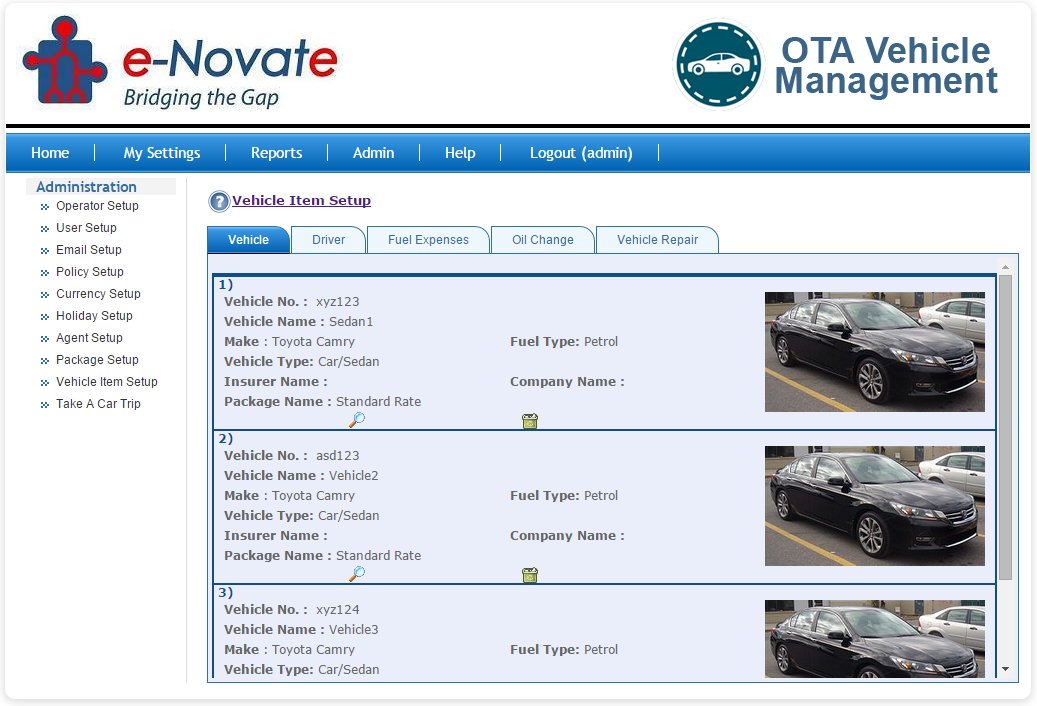 e-Novate
Bridging the Gap
OTA Vehicle
Management
Home
My Settings
Reports
Admin
Help
Logout (admin)
Administration
Operator Setup
User Setup
Email Setup
Policy Setup
Currency Setup
Holiday Setup
Agent Setup
Package Setup
Vehicle Item Setup
Take A Car Trip
? Vehicle Item Setup
Vehicle
Driver
Fuel Expenses
Oil Change
Vehicle Repair
1)
Vehicle No. : xyz123
Vehicle Name : Sedan1
Make : Toyota Camry
Fuel Type: Petrol
Vehicle Type: Car/Sedan
Insurer Name :
Company Name :
Package Name : Standard Rate
2)
Vehicle No. : asd123
Vehicle Name : Vehicle2
Make : Toyota Camry
Fuel Type: Petrol
Vehicle Type: Car/Sedan
Insurer Name :
Company Name :
Package Name : Standard Rate
3)
Vehicle No. : xyz124
Vehicle Name : Vehicle3
Make : Toyota Camry
Fuel Type: Petrol
Vehicle Type: Car/Sedan